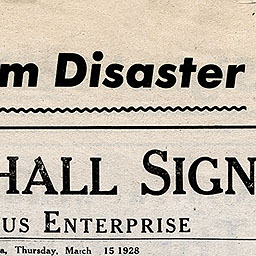 m Disaster
HALL SIGN
US ENTERPRISE
a, Thursday, March 15 1928